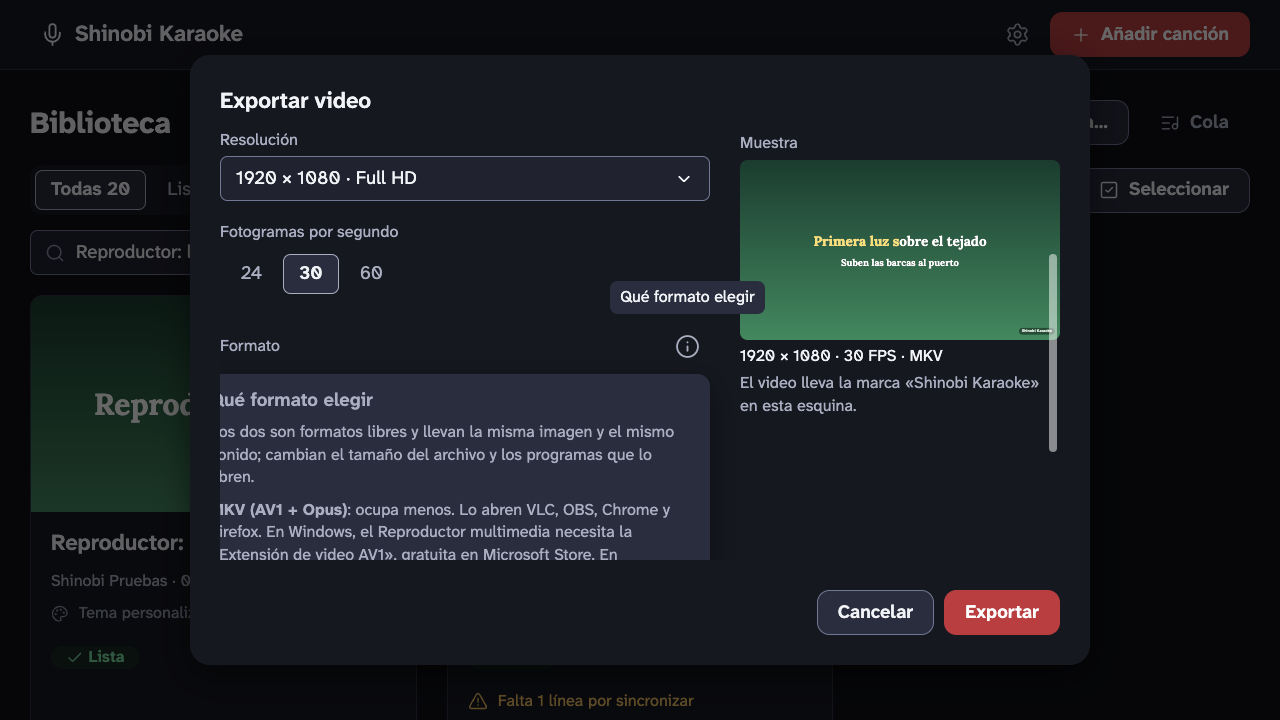 Shinobi Karaoke
Añadir canción
Biblioteca
Cola
Todas 20
Seleccionar
Exportar video
Resolución
1920 × 1080 · Full HD
Fotogramas por segundo
24 30 60
Formato
Qué formato elegir
Qué formato elegir
os dos son formatos libres y llevan la misma imagen y el mismo
onido; cambian el tamaño del archivo y los programas que lo
bren.
MKV (AV1 + Opus): ocupa menos. Lo abren VLC, OBS, Chrome y
irefox. En Windows, el Reproductor multimedia necesita la
Extensión de video AV1», gratuita en Microsoft Store. En
Muestra
Primera luz sobre el tejado
Suben las barcas al puerto
Shinobi Karaoke
1920 × 1080 · 30 FPS · MKV
El video lleva la marca «Shinobi Karaoke»
en esta esquina.
Cancelar
Exportar
Reproductor:
Reproductor:
Shinobi Pruebas
Tema
Lista
Falta 1 línea por sincronizar